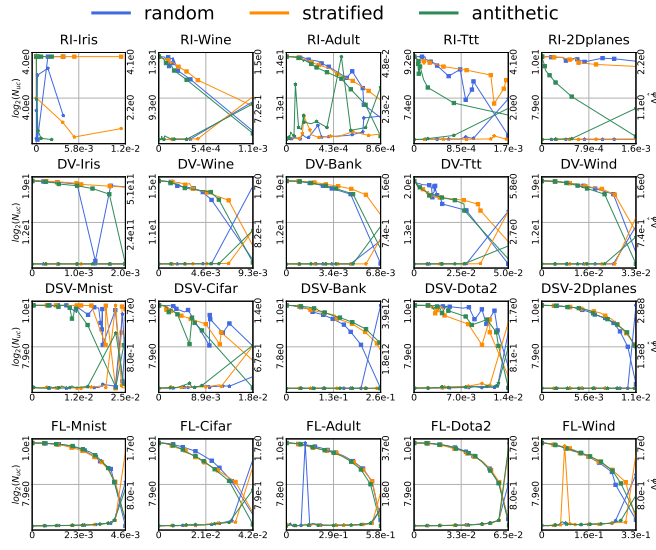 random stratified antithetic
RI-Iris RI-Wine RI-Adult RI-Ttt RI-2Dplanes
log₂(Nuc)
4.0e0 4.0e0 4.1e0 2.2e0 0 5.8e-3 1.2e-2
1.3e1 9.3e0 1.5e0 7.2e-1 0 5.4e-4 1.1e-3
1.4e1 1.3e1 4.8e-2 2.3e-2 0 4.3e-4 8.6e-4
7.4e0 4.1e0 2.2e0 0 8.5e-4 1.7e-3
1.0e1 7.9e0 2.2e0 1.1e0 0 7.9e-4 1.6e-3
DV-Iris DV-Wine DV-Bank DV-Ttt DV-Wind
log₂(Nuc)
1.9e1 1.2e1 5.1e11 2.4e11 0 1.0e-3 2.0e-3
1.5e1 1.1e1 1.7e0 8.2e-1 0 4.6e-3 9.3e-3
1.9e1 1.2e1 1.6e0 7.4e-1 0 3.4e-3 6.8e-3
2.0e1 1.2e1 5.8e0 2.7e0 0 2.5e-2 5.0e-2
1.9e1 1.2e1 1.6e0 7.4e-1 0 1.6e-2 3.3e-2
DSV-Mnist DSV-Cifar DSV-Bank DSV-Dota2 DSV-2Dplanes
log₂(Nuc)
1.0e1 7.9e0 1.7e0 8.0e-1 0 1.2e-2 2.5e-2
1.0e1 7.9e0 1.4e0 6.7e-1 0 8.9e-3 1.8e-2
1.0e1 7.8e0 3.9e12 1.8e12 0 1.3e-1 2.6e-1
1.0e1 7.9e0 1.7e0 8.1e-1 0 7.0e-3 1.4e-2
1.0e1 7.9e0 2.8e8 1.3e8 0 5.7e-2 1.1e-1
FL-Mnist FL-Cifar FL-Adult FL-Dota2 FL-Wind
log₂(Nuc)
1.0e1 7.9e0 1.7e0 8.0e-1 0 2.3e-3 4.6e-3
1.0e1 7.9e0 1.7e0 7.9e-1 0 2.1e-2 4.2e-2
1.0e1 7.8e0 3.7e0 1.8e0 0 2.9e-1 5.8e-1
1.0e1 7.9e0 1.7e0 8.0e-1 0 3.3e-2 6.5e-2
1.0e1 7.9e0 1.7e0 8.0e-1 0 1.6e-1 3.3e-1